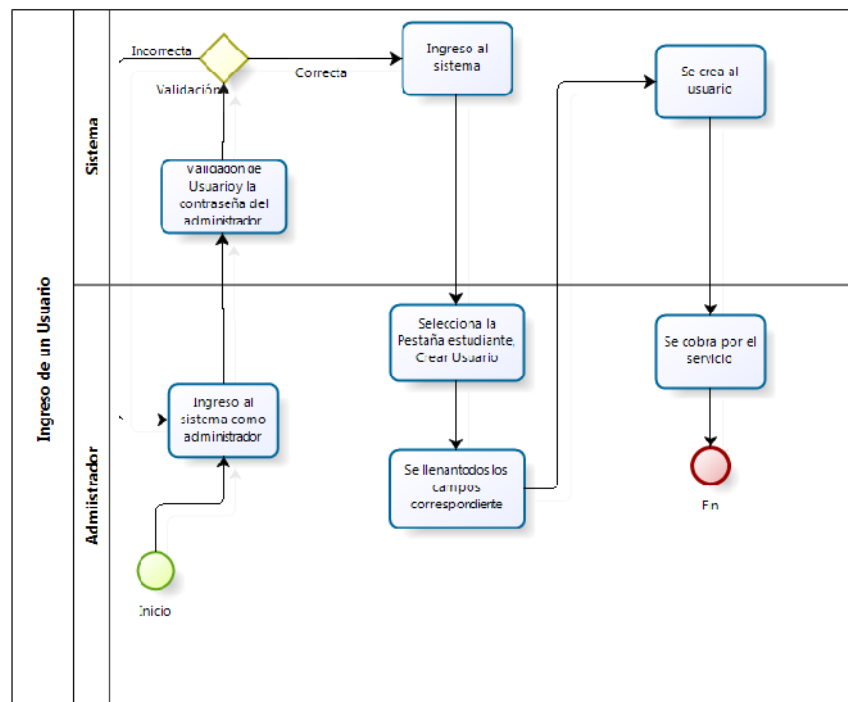 Ingreso de un Usuario
Sistema
Incorrecta
Validación
Correcta
Ingreso al
sistema
Se crea al
usuario
Validación de
Usuario y la
contraseña del
administrador
Admiistrador
Selecciona la
Pestaña estudiante,
Crear Usuario
Se cobra por el
servicio
Ingreso al
sistema como
administrador
Se llenan todos los
campos
correspondiente
Fin
Inicio